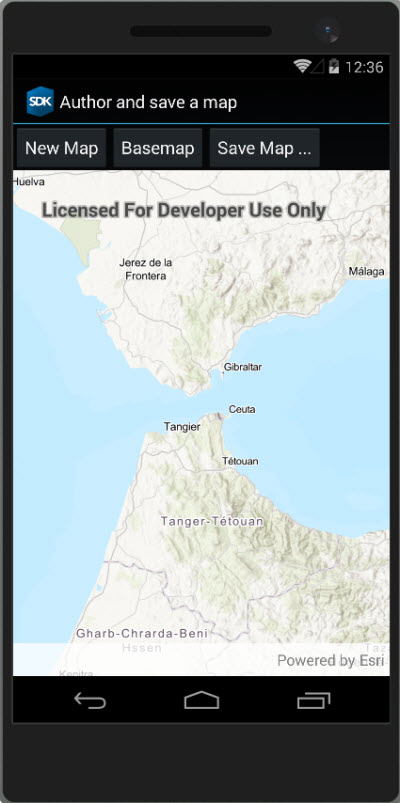 12:36
SDK Author and save a map
New Map Basemap Save Map ...
Huelva
Licensed For Developer Use Only
Jerez de la
Frontera
Málaga
Gibraltar
Ceuta
Tangier
Tétouan
Tanger-Tétouan
Gharb-Chrarda-Beni
Hssen
Powered by Esri
Kenitra